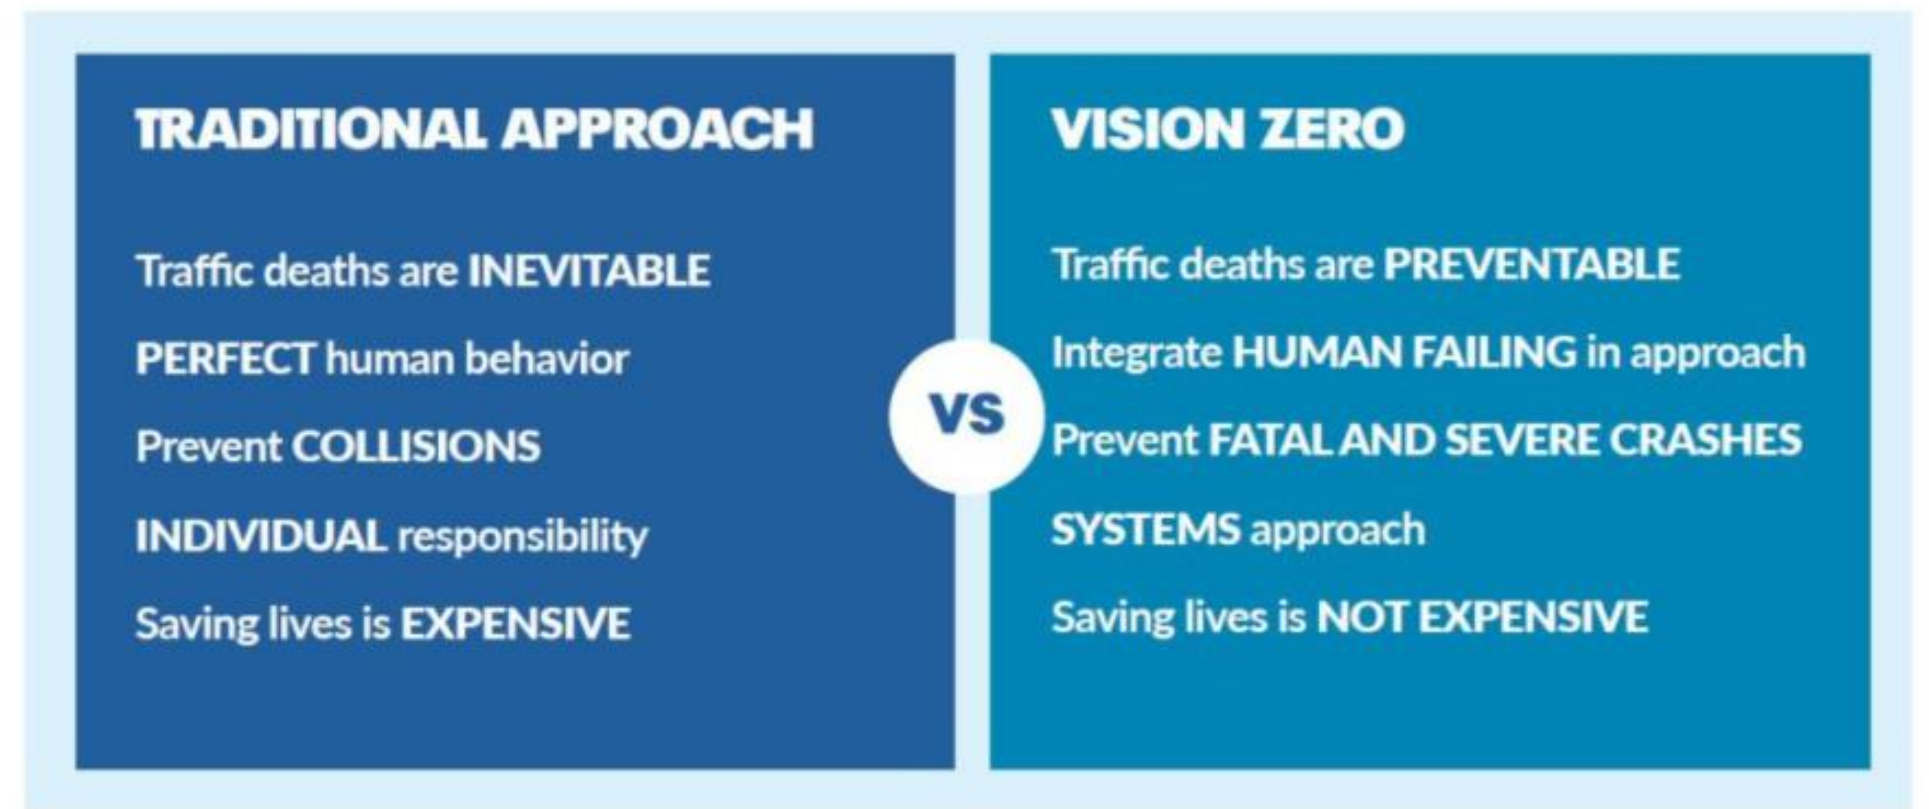 TRADITIONAL APPROACH
Traffic deaths are INEVITABLE
PERFECT human behavior
Prevent COLLISIONS
INDIVIDUAL responsibility
Saving lives is EXPENSIVE
VS
VISION ZERO
Traffic deaths are PREVENTABLE
Integrate HUMAN FAILING in approach
Prevent FATAL AND SEVERE CRASHES
SYSTEMS approach
Saving lives is NOT EXPENSIVE